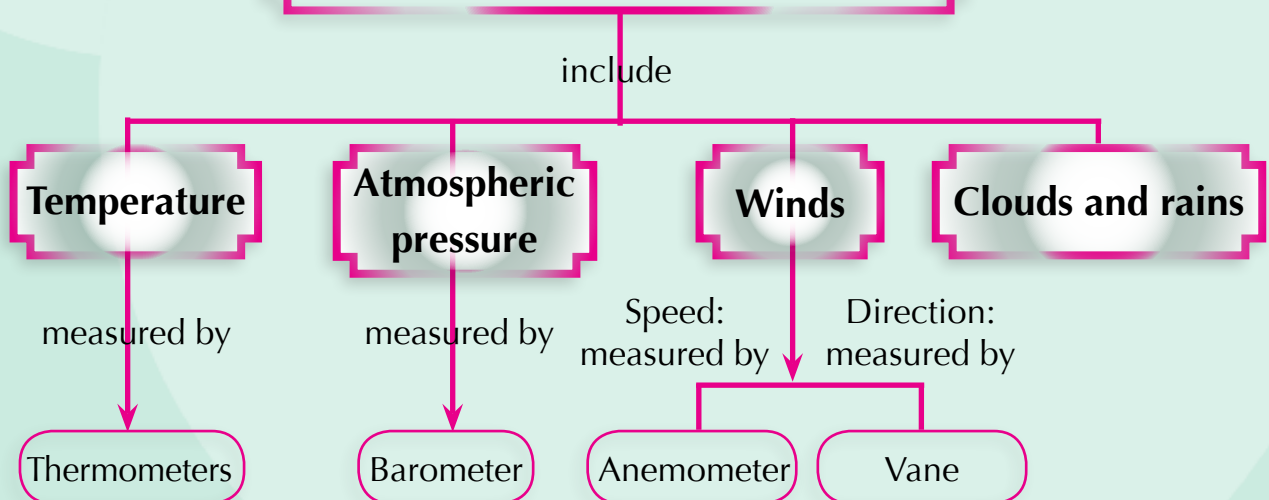 include
Temperature
Atmospheric
pressure
Winds
Clouds and rains
measured by
measured by
Speed:
measured by
Direction:
measured by
Thermometers
Barometer
Anemometer
Vane